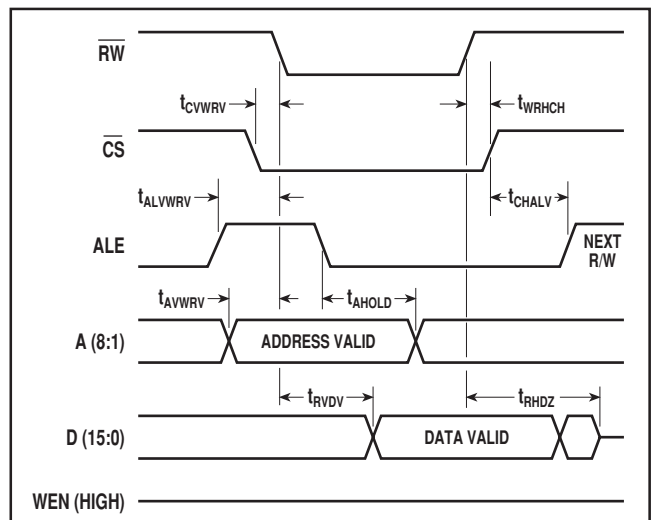 RW
tCVWRV
tWRHCH
CS
tALVWRV
tCHALV
ALE
NEXT
R/W
tAVWRV
tAHOLD
A (8:1)
ADDRESS VALID
tRVDV
tRHDZ
D (15:0)
DATA VALID
WEN (HIGH)